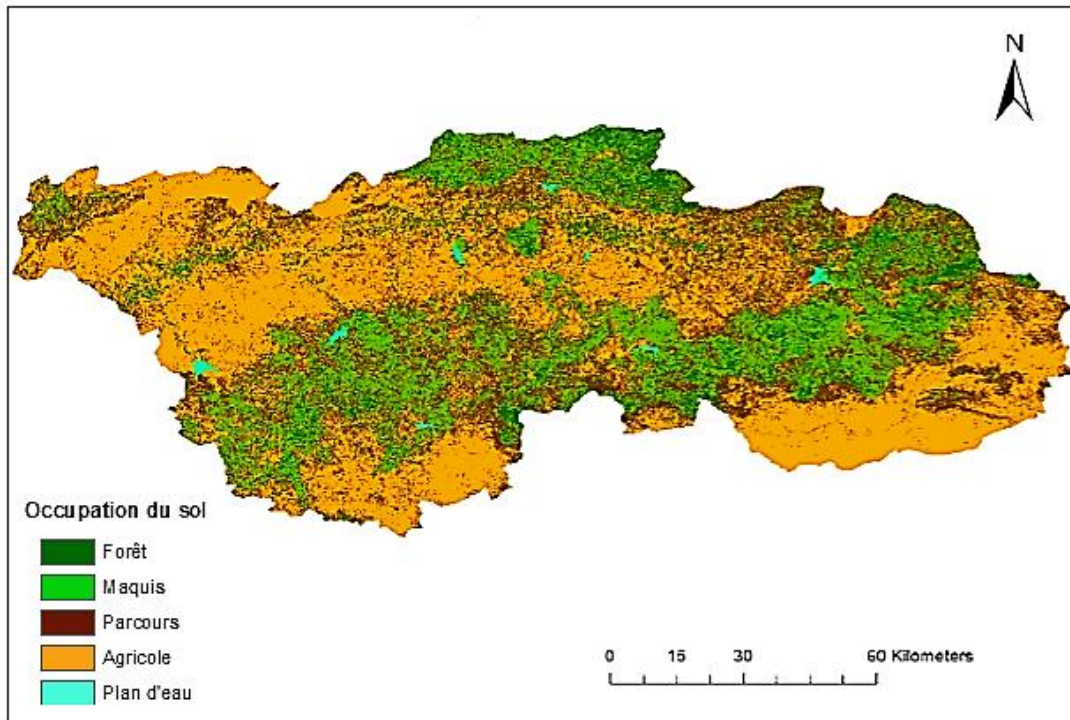 N
Occupation du sol
Forêt
Maquis
Parcours
Agricole
Plan d'eau
0 15 30 60 Kilometers